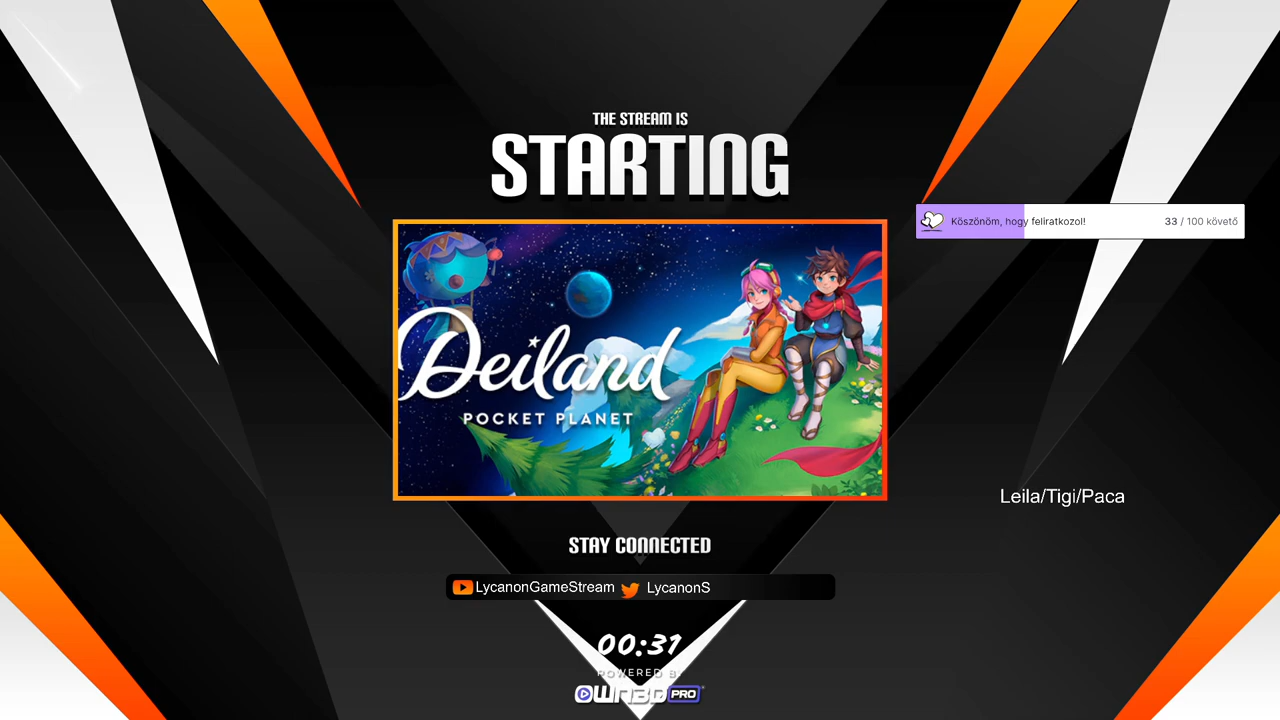 THE STREAM IS
STARTING
Köszönöm, hogy feliratkozol!
33 / 100 követő
Deiland
POCKET PLANET
Leila/Tigi/Paca
STAY CONNECTED
LycanonGameStream
LycanonS
00:31
POWERED BY
OWN3D PRO